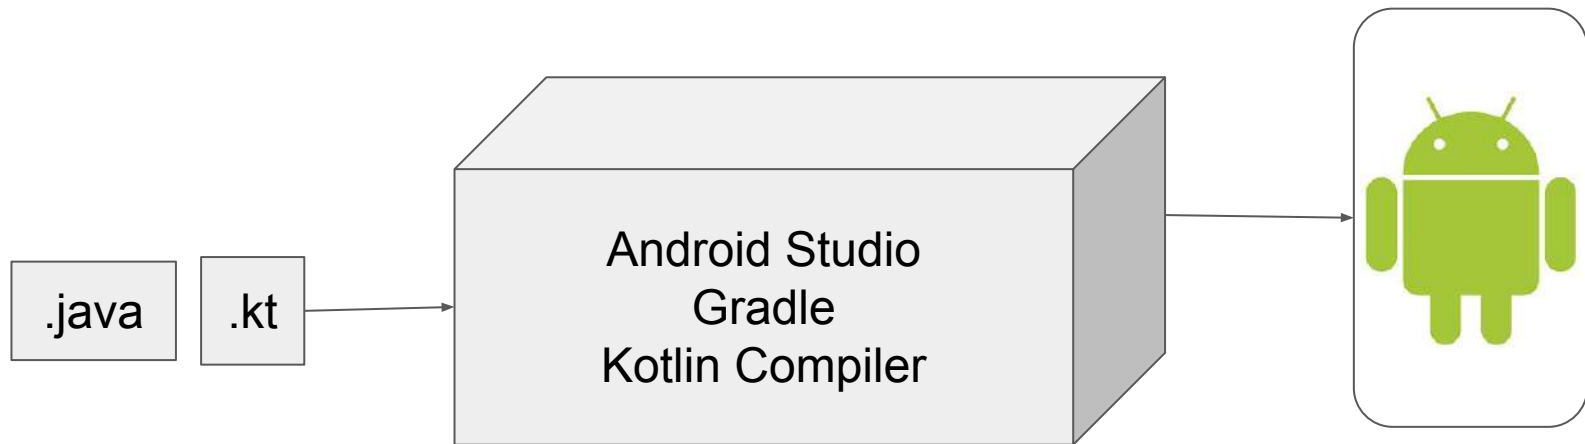 .java
.kt
Android Studio
Gradle
Kotlin Compiler